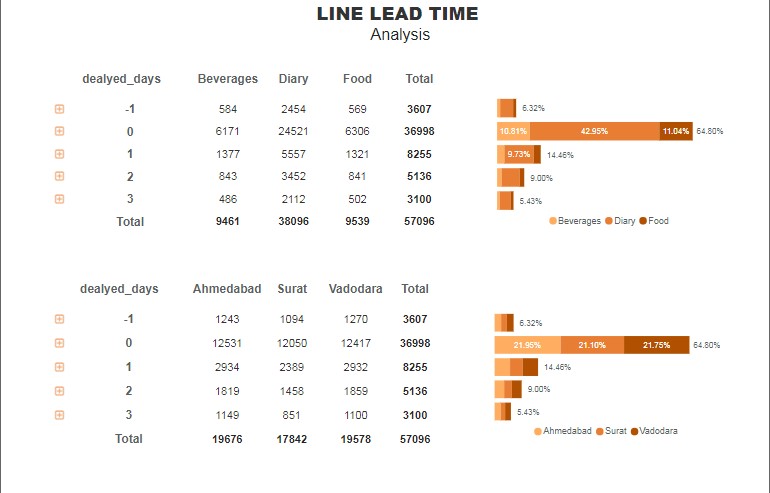 LINE LEAD TIME
Analysis
dealyed_days Beverages Diary Food Total
-1 584 2454 569 3607
0 6171 24521 6306 36998
1 1377 5557 1321 8255
2 843 3452 841 5136
3 486 2112 502 3100
Total 9461 38096 9539 57096
6.32%
10.81% 42.95% 11.04% 64.80%
9.73% 14.46%
9.00%
5.43%
Beverages Diary Food
dealyed_days Ahmedabad Surat Vadodara Total
-1 1243 1094 1270 3607
0 12531 12050 12417 36998
1 2934 2389 2932 8255
2 1819 1458 1859 5136
3 1149 851 1100 3100
Total 19676 17842 19578 57096
6.32%
21.95% 21.10% 21.75% 64.80%
14.46%
9.00%
5.43%
Ahmedabad Surat Vadodara